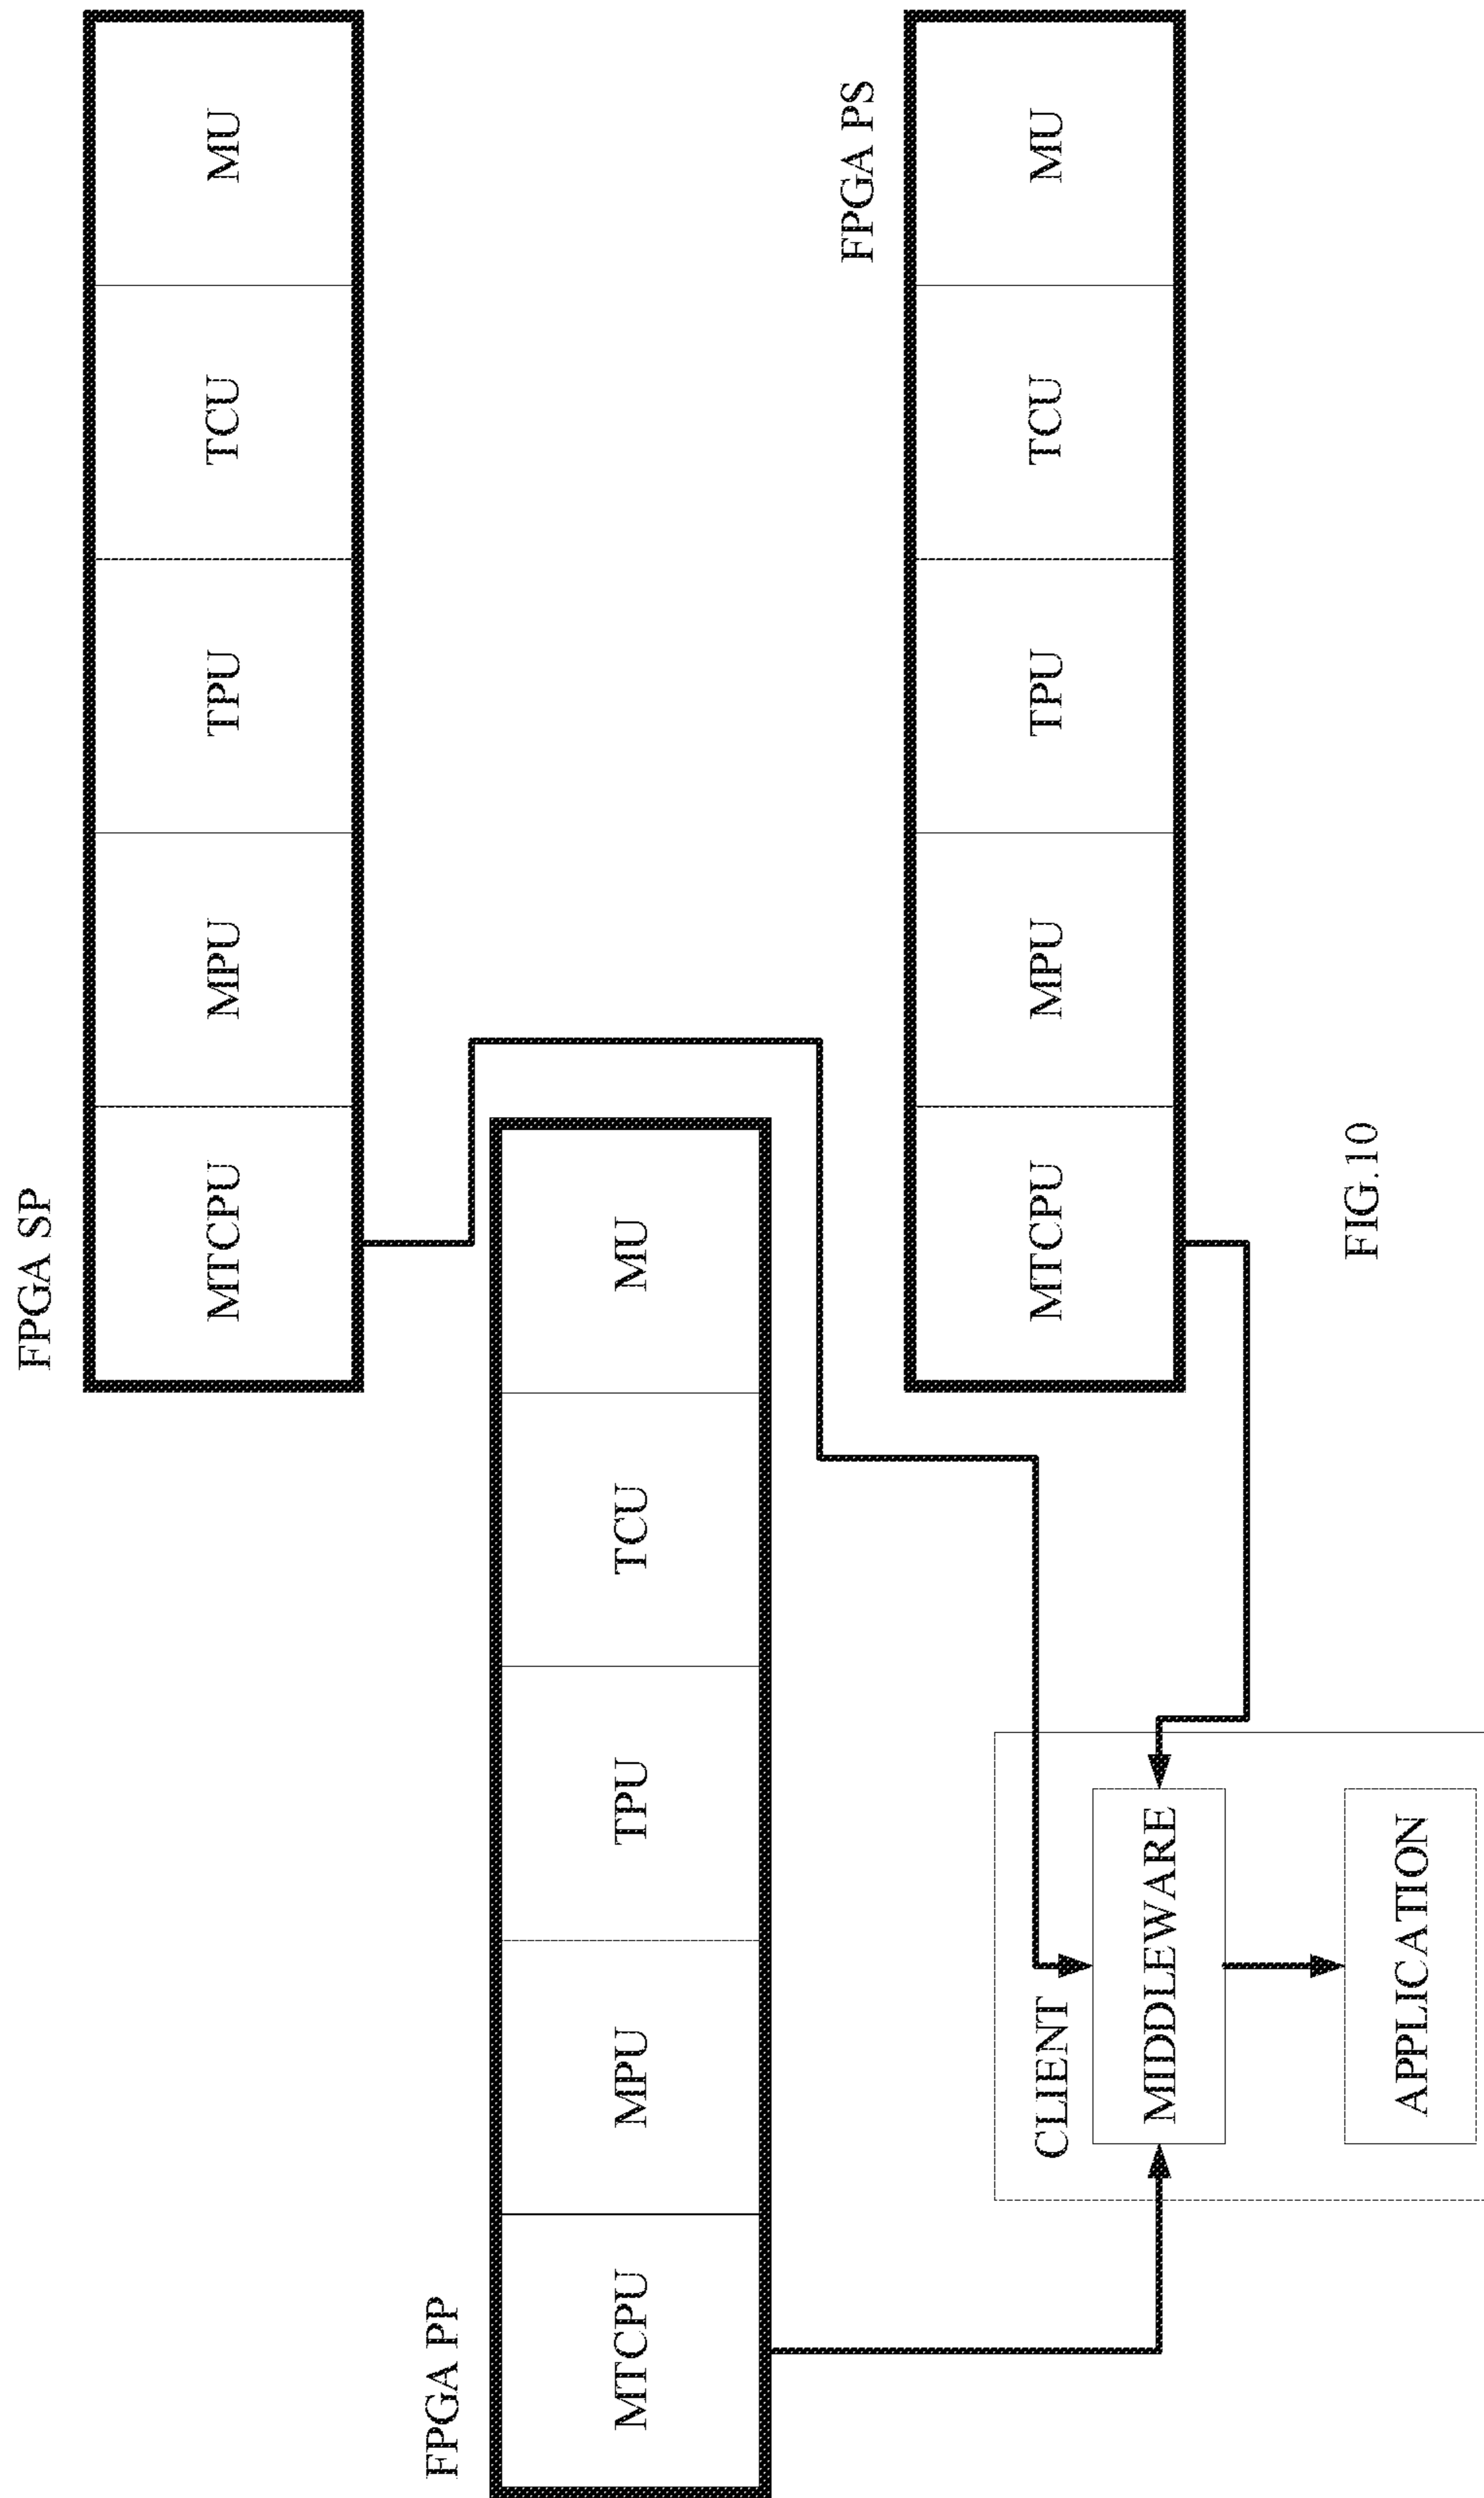 FPGA SP
MTCPU
MPU
TPU
TCU
MU
FPGA PP
MTCPU
MPU
TPU
TCU
MU
FPGA PS
MTCPU
MPU
TPU
TCU
MU
CLIENT
MIDDLEWARE
APPLICATION
FIG.10